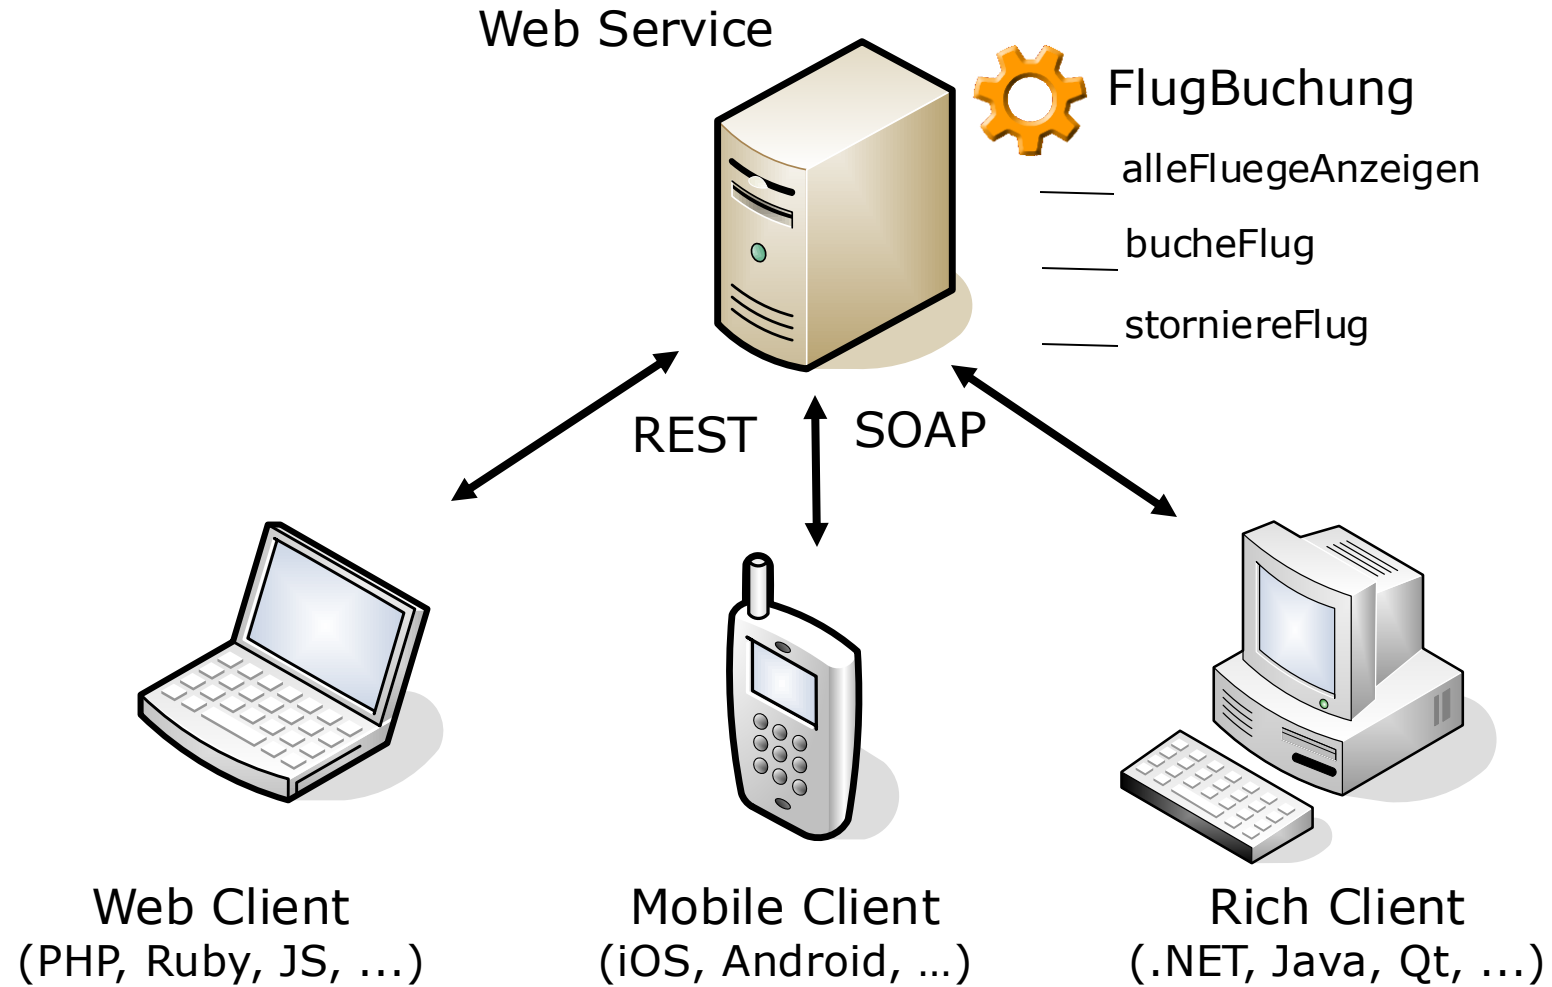 Web Service
FlugBuchung
alleFluegeAnzeigen
bucheFlug
storniereFlug
REST
SOAP
Web Client
(PHP, Ruby, JS, ...)
Mobile Client
(iOS, Android, ...)
Rich Client
(.NET, Java, Qt, ...)